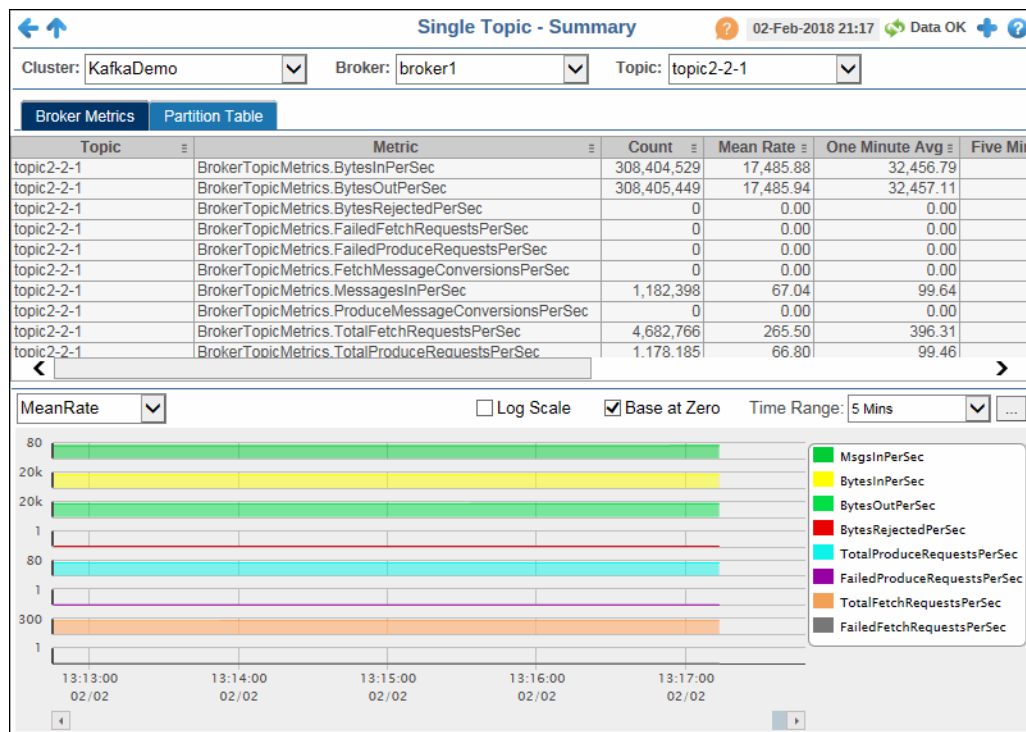 Single Topic - Summary
? 02-Feb-2018 21:17 Data OK ?
Cluster: KafkaDemo Broker: broker1 Topic: topic2-2-1
Broker Metrics Partition Table
Topic Metric Count Mean Rate One Minute Avg Five Min
topic2-2-1 BrokerTopicMetrics.BytesInPerSec 308,404,529 17,485.88 32,456.79
topic2-2-1 BrokerTopicMetrics.BytesOutPerSec 308,405,449 17,485.94 32,457.11
topic2-2-1 BrokerTopicMetrics.BytesRejectedPerSec 0 0.00 0.00
topic2-2-1 BrokerTopicMetrics.FailedFetchRequestsPerSec 0 0.00 0.00
topic2-2-1 BrokerTopicMetrics.FailedProduceRequestsPerSec 0 0.00 0.00
topic2-2-1 BrokerTopicMetrics.FetchMessageConversionsPerSec 0 0.00 0.00
topic2-2-1 BrokerTopicMetrics.MessagesInPerSec 1,182,398 67.04 99.64
topic2-2-1 BrokerTopicMetrics.ProduceMessageConversionsPerSec 0 0.00 0.00
topic2-2-1 BrokerTopicMetrics.TotalFetchRequestsPerSec 4,682,766 265.50 396.31
topic2-2-1 BrokerTopicMetrics.TotalProduceRequestsPerSec 1,178,185 66.80 99.46
MeanRate Log Scale Base at Zero Time Range: 5 Mins ...
80 MsgsInPerSec
20k BytesInPerSec
20k BytesOutPerSec
1 BytesRejectedPerSec
80 TotalProduceRequestsPerSec
1 FailedProduceRequestsPerSec
300 TotalFetchRequestsPerSec
1 FailedFetchRequestsPerSec
13:13:00 13:14:00 13:15:00 13:16:00 13:17:00
02/02 02/02 02/02 02/02 02/02